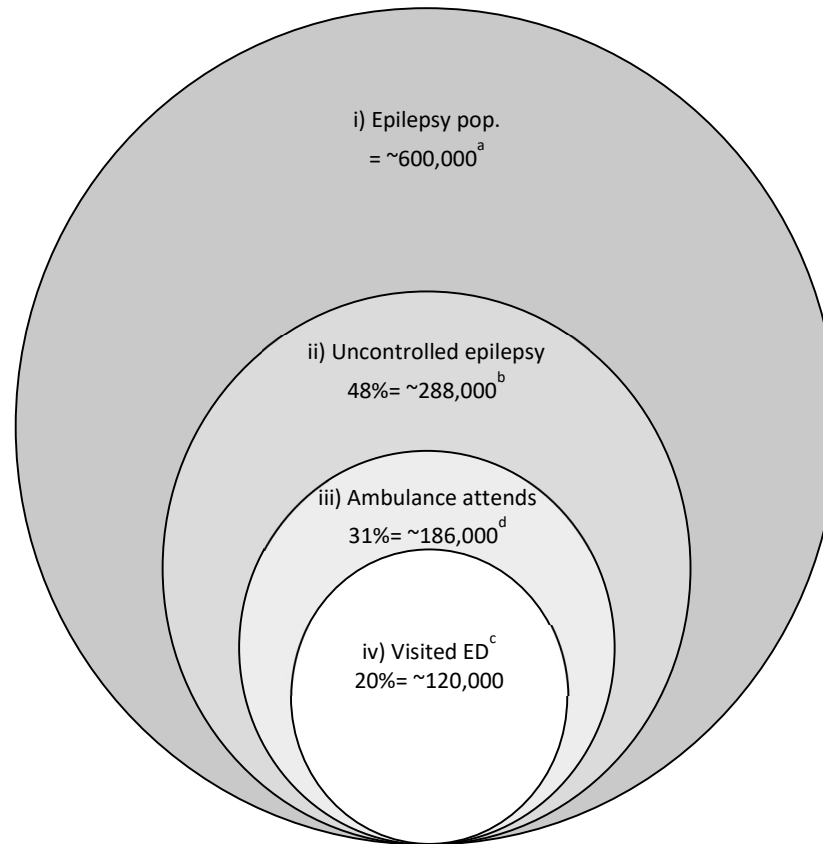 i) Epilepsy pop.
= ~600,000ᵃ
ii) Uncontrolled epilepsy
48%= ~288,000ᵇ
iii) Ambulance attends
31%= ~186,000ᵈ
iv) Visited EDᶜ
20%= ~120,000